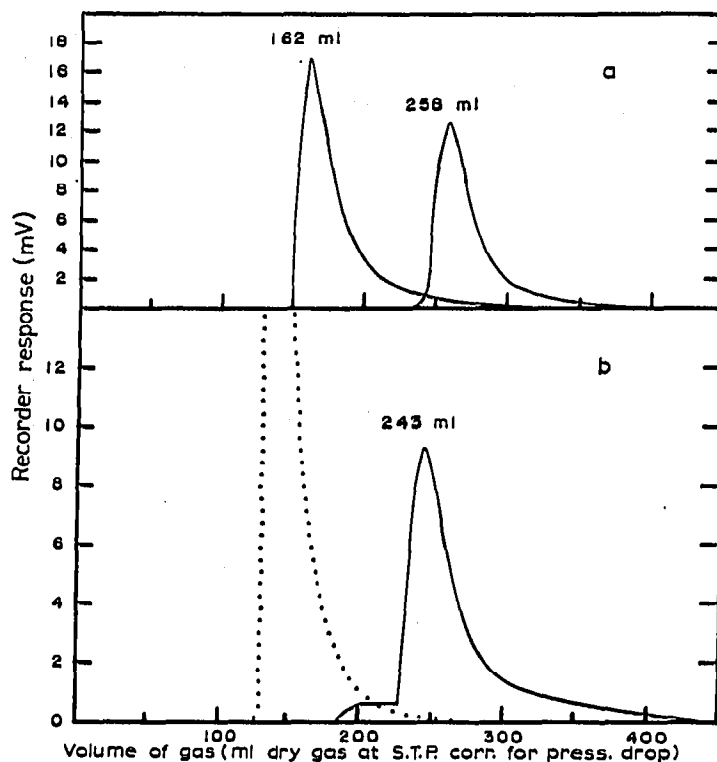 18
16
14
12
10
8
6
4
2
162 ml
258 ml
a
Recorder response (mV)
12
10
8
6
4
2
0
243 ml
b
100
200
300
400
Volume of gas (ml dry gas at S.T.P. corr. for press. drop)